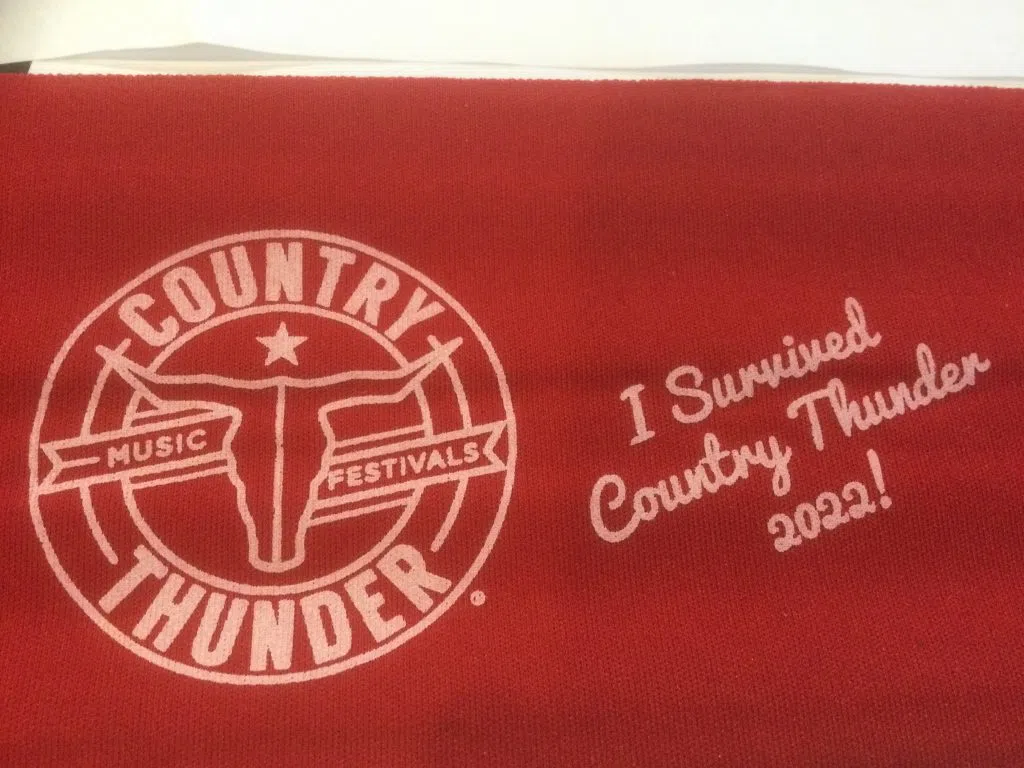 COUNTRY
MUSIC FESTIVALS
THUNDER
®
I Survived
Country Thunder
2022!